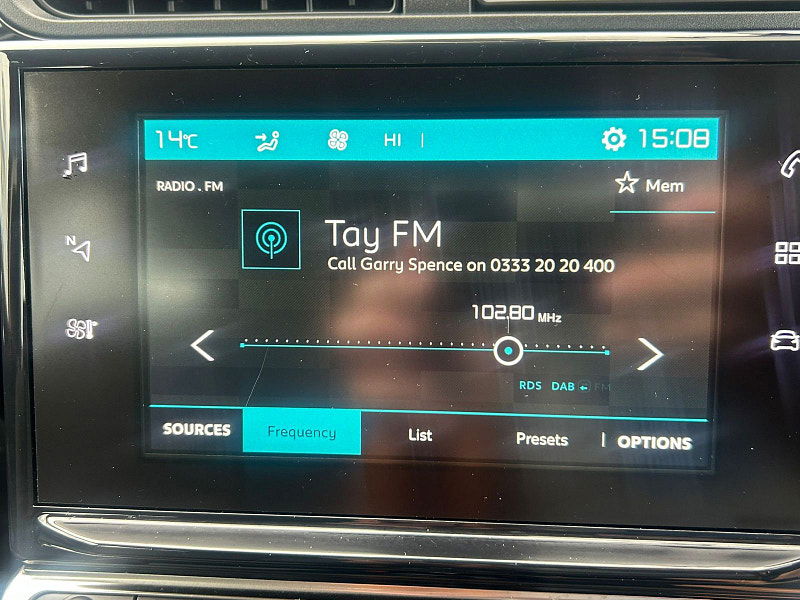 14°C HI | 15:08
RADIO . FM
Mem
N
Tay FM
Call Garry Spence on 0333 20 20 400
102.80 MHz
RDS DAB FM
SOURCES Frequency List Presets | OPTIONS